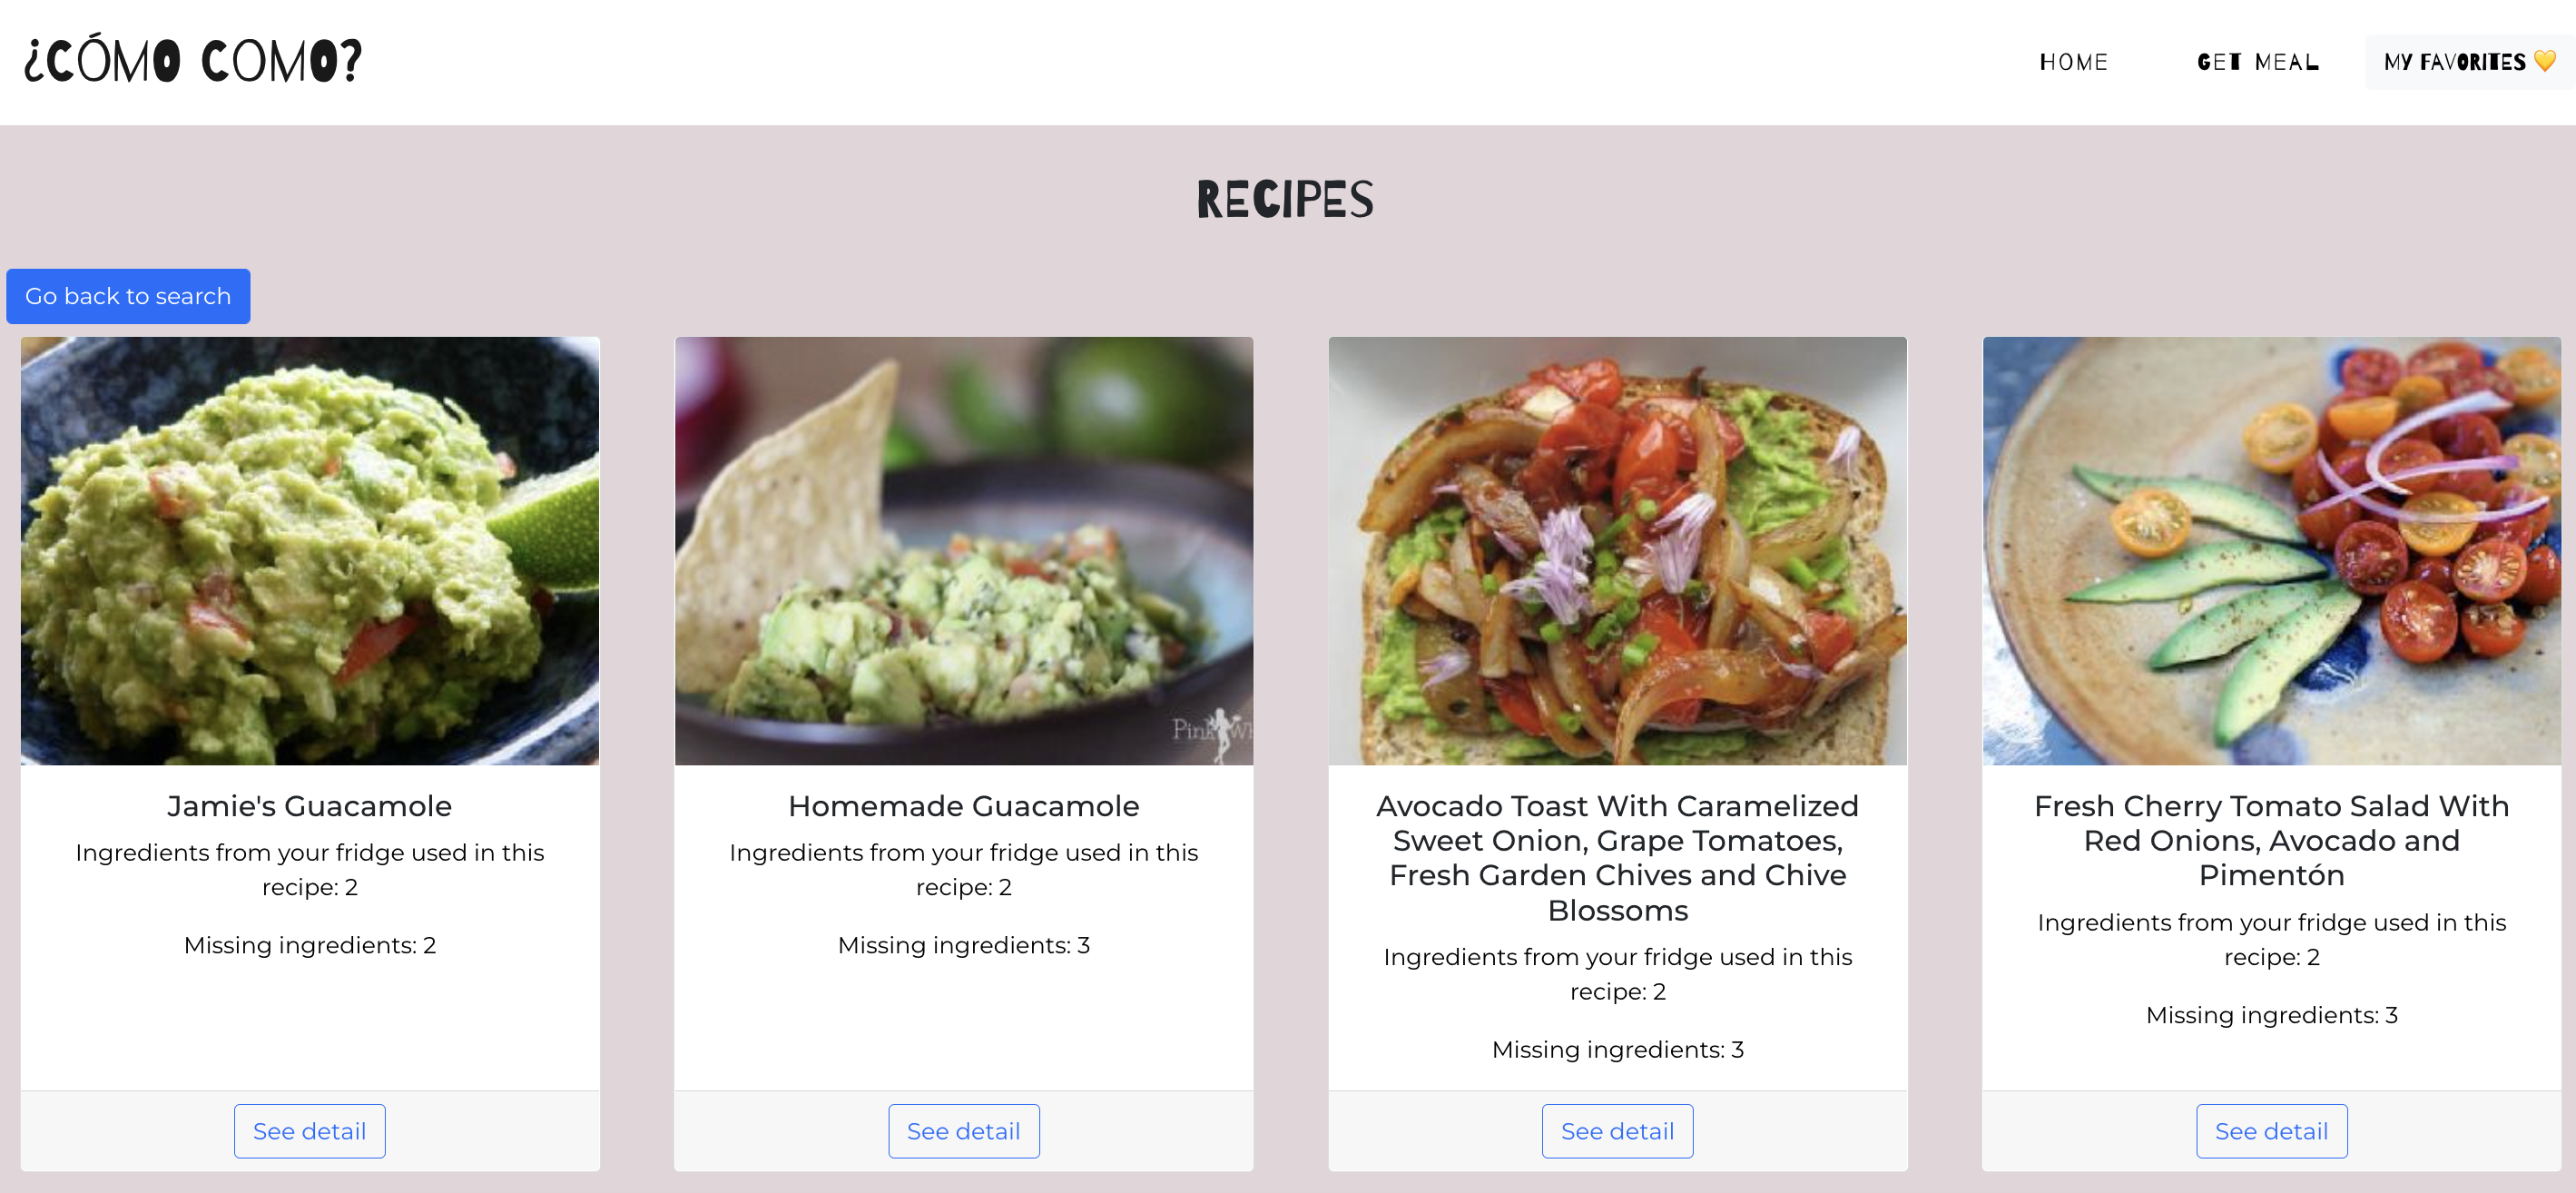 ¿CÓMO COMO?
HOME
GET MEAL
MY FAVORITES 💛
RECIPES
Go back to search
Pink
Jamie's Guacamole
Ingredients from your fridge used in this
recipe: 2
Missing ingredients: 2
See detail
Homemade Guacamole
Ingredients from your fridge used in this
recipe: 2
Missing ingredients: 3
See detail
Avocado Toast With Caramelized
Sweet Onion, Grape Tomatoes,
Fresh Garden Chives and Chive
Blossoms
Ingredients from your fridge used in this
recipe: 2
Missing ingredients: 3
See detail
Fresh Cherry Tomato Salad With
Red Onions, Avocado and
Pimentón
Ingredients from your fridge used in this
recipe: 2
Missing ingredients: 3
See detail